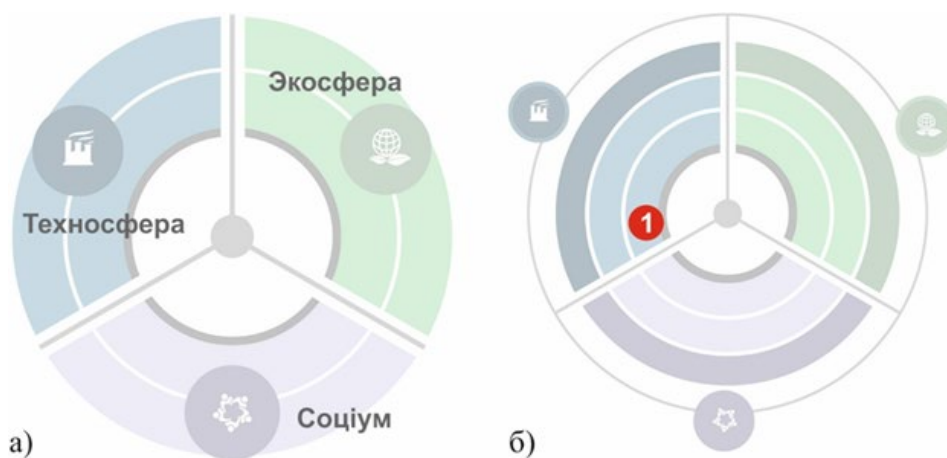 Экосфера
Техносфера
1
Соціум
а)
б)